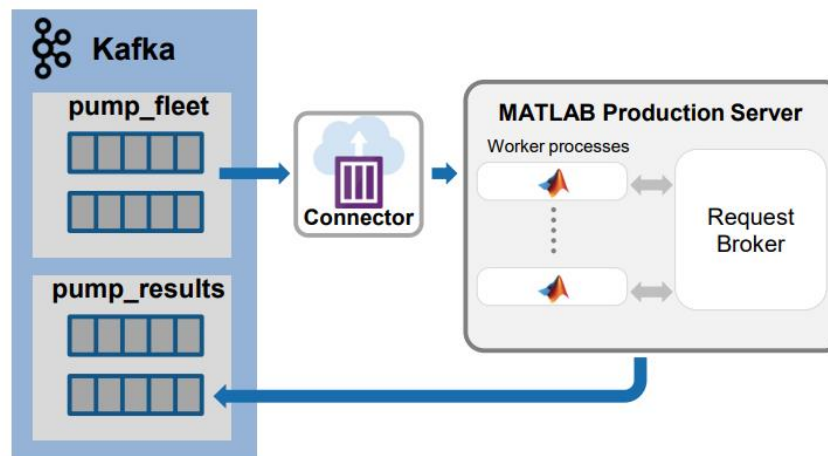 Kafka
pump_fleet
pump_results
Connector
MATLAB Production Server
Worker processes
Request
Broker